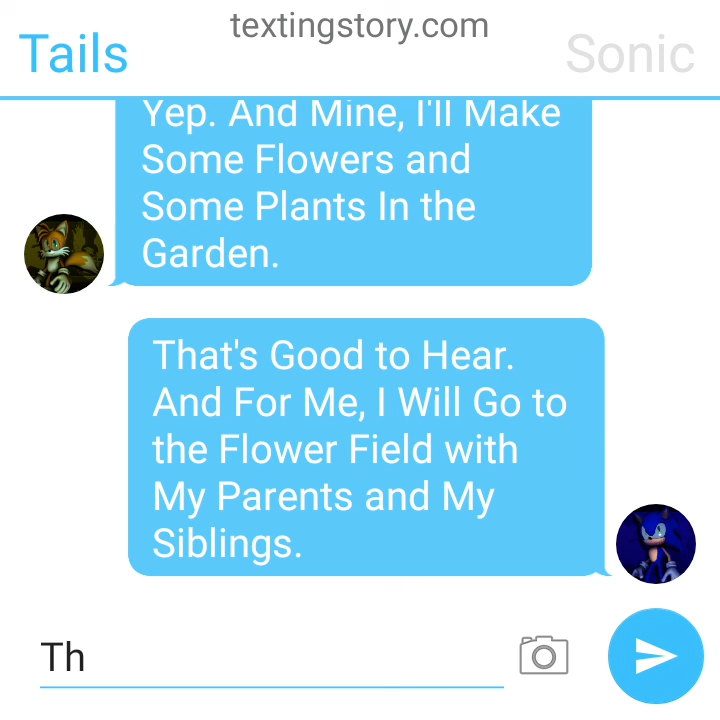 textingstory.com
Tails
Sonic
Yep. And Mine, I'll Make
Some Flowers and
Some Plants In the
Garden.
That's Good to Hear.
And For Me, I Will Go to
the Flower Field with
My Parents and My
Siblings.
Th